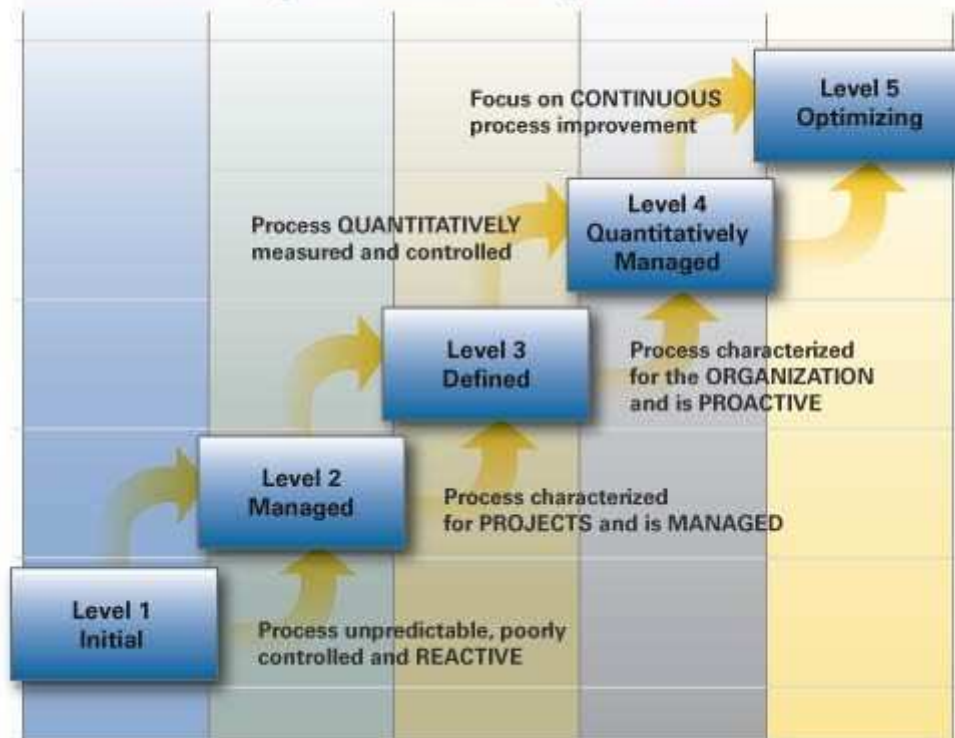 Focus on CONTINUOUS
process improvement
Level 5
Optimizing
Process QUANTITATIVELY
measured and controlled
Level 4
Quantitatively
Managed
Level 3
Defined
Process characterized
for the ORGANIZATION
and is PROACTIVE
Level 2
Managed
Process characterized
for PROJECTS and is MANAGED
Level 1
Initial
Process unpredictable, poorly
controlled and REACTIVE